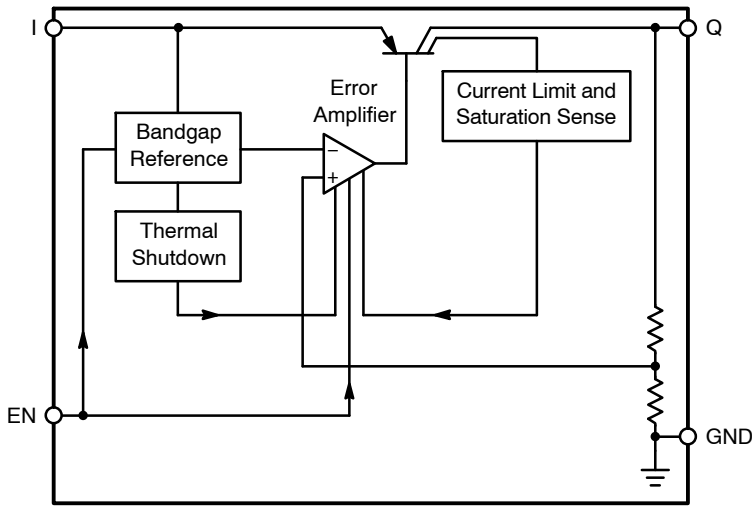 I
Q
Error
Amplifier
Current Limit and
Saturation Sense
Bandgap
Reference
−
+
Thermal
Shutdown
EN
GND